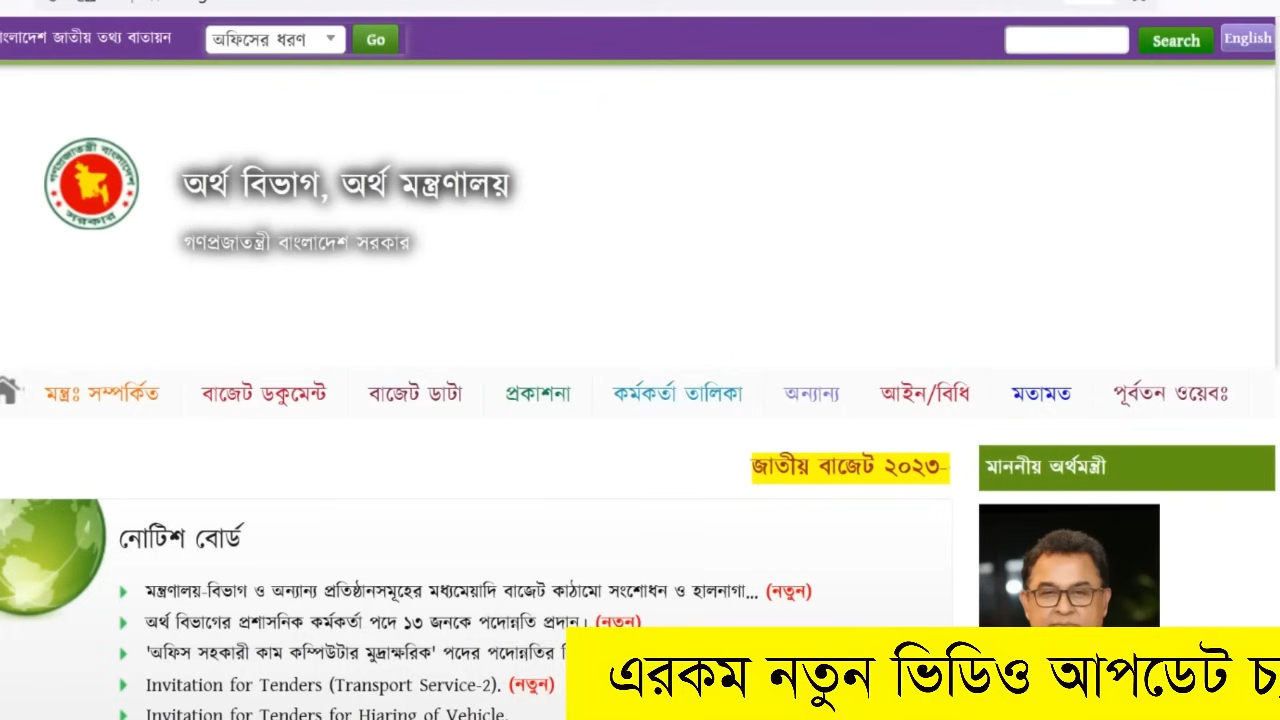 বাংলাদেশ জাতীয় তথ্য বাতায়ন
অফিসের ধরণ
Go
Search
English
গণপ্রজাতন্ত্রী বাংলাদেশ
সরকার
অর্থ বিভাগ, অর্থ মন্ত্রণালয়
গণপ্রজাতন্ত্রী বাংলাদেশ সরকার
মন্ত্রঃ সম্পর্কিত
বাজেট ডকুমেন্ট
বাজেট ডাটা
প্রকাশনা
কর্মকর্তা তালিকা
অন্যান্য
আইন/বিধি
মতামত
পূর্বতন ওয়েবঃ
জাতীয় বাজেট ২০২৩-
মাননীয় অর্থমন্ত্রী
নোটিশ বোর্ড
মন্ত্রণালয়-বিভাগ ও অন্যান্য প্রতিষ্ঠানসমূহের মধ্যমেয়াদি বাজেট কাঠামো সংশোধন ও হালনাগা... (নতুন)
অর্থ বিভাগের প্রশাসনিক কর্মকর্তা পদে ১৩ জনকে পদোন্নতি প্রদান। (নতুন)
'অফিস সহকারী কাম কম্পিউটার মুদ্রাক্ষরিক' পদের পদোন্নতির
Invitation for Tenders (Transport Service-2). (নতুন)
Invitation for Tenders for Hiaring of Vehicle.
এরকম নতুন ভিডিও আপডেট